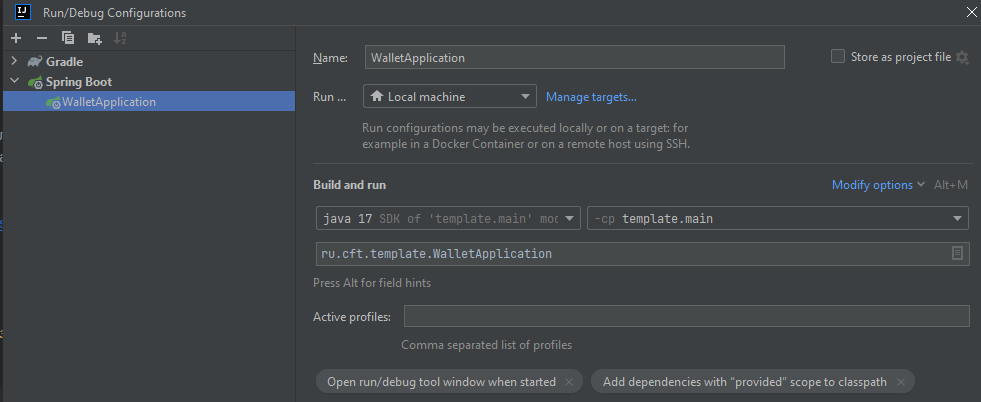 Run/Debug Configurations
Gradle
Spring Boot
WalletApplication
Name: WalletApplication
Store as project file
Run ... Local machine Manage targets...
Run configurations may be executed locally or on a target: for
example in a Docker Container or on a remote host using SSH.
Build and run
Modify options Alt+M
java 17 SDK of 'template.main' moc
-cp template.main
ru.cft.template.WalletApplication
Press Alt for field hints
Active profiles:
Comma separated list of profiles
Open run/debug tool window when started ×
Add dependencies with “provided” scope to classpath ×